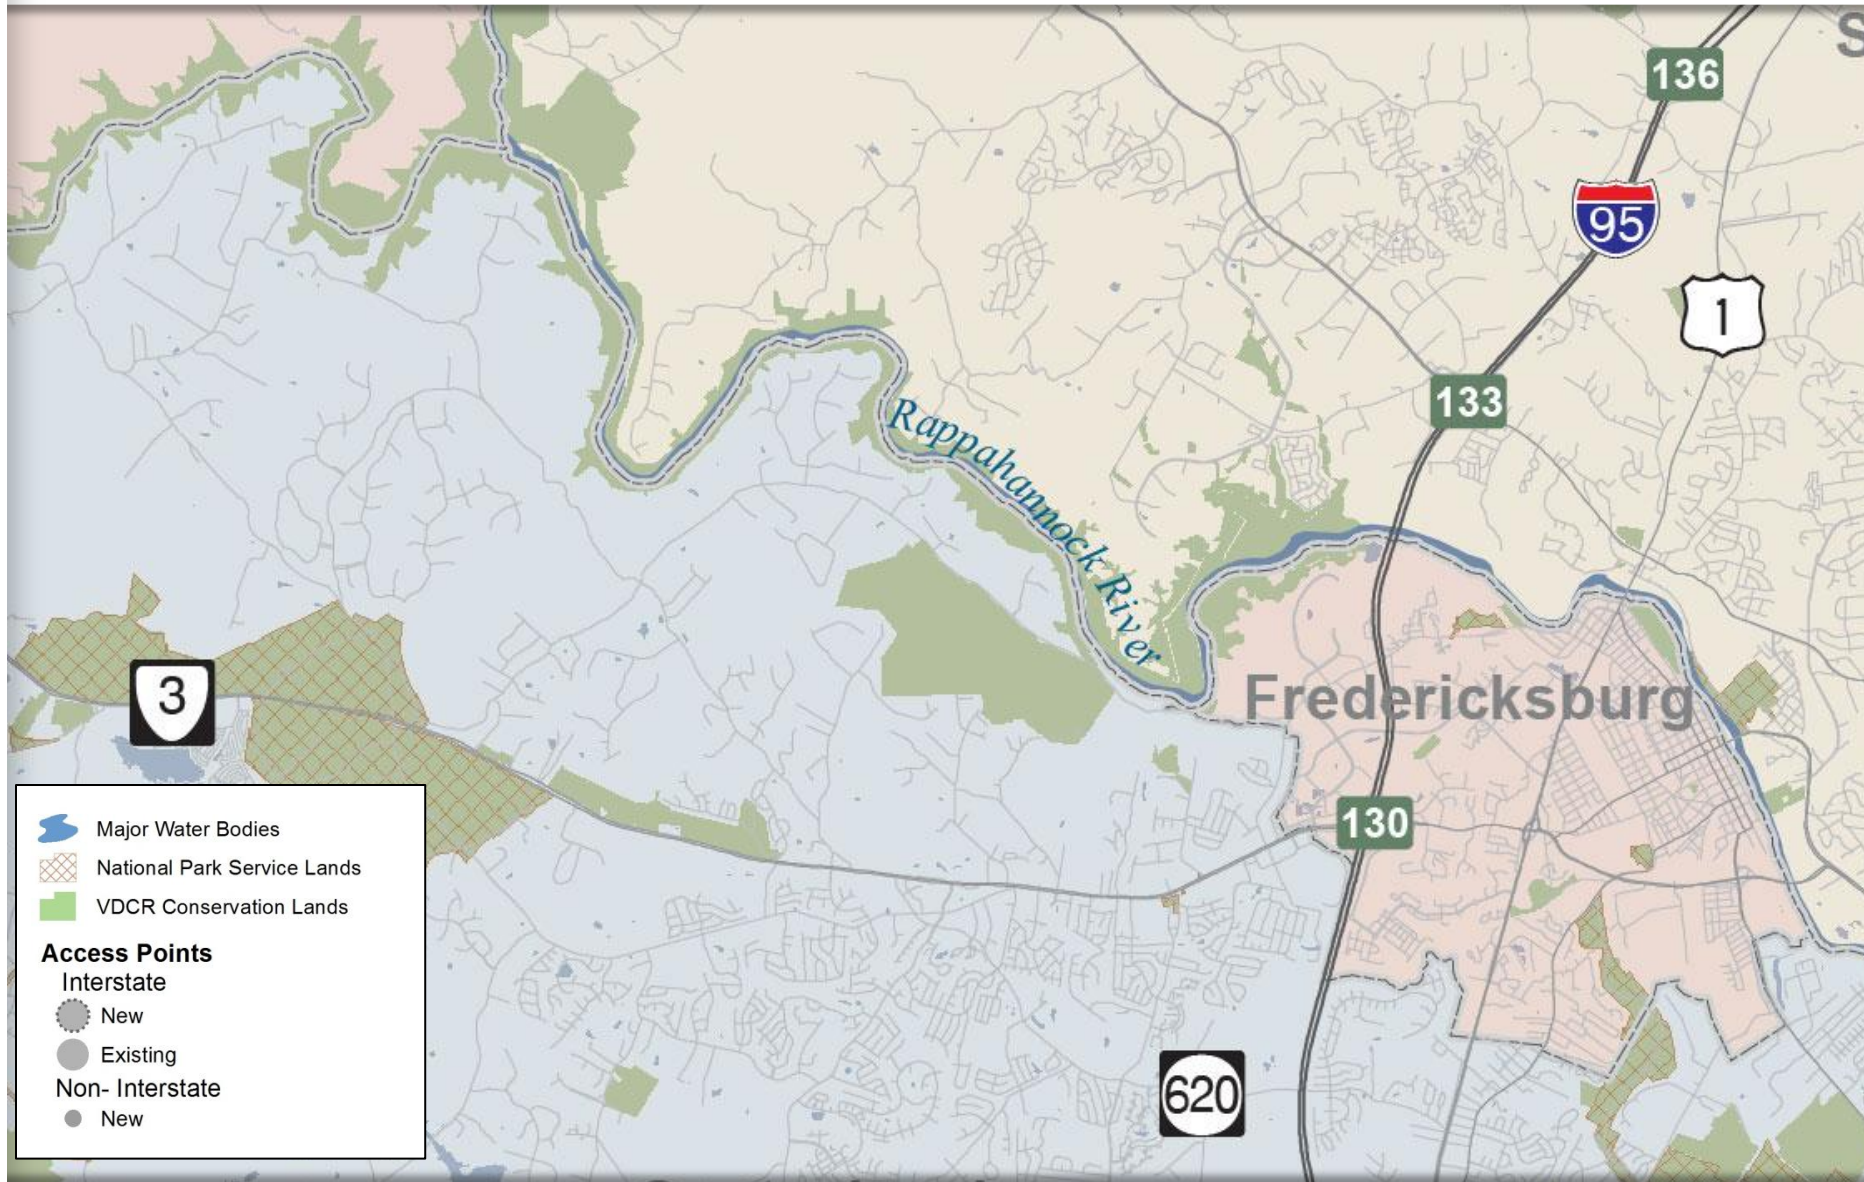 S
136
95
1
133
Rappahannock River
3
Fredericksburg
130
620
Major Water Bodies
National Park Service Lands
VDCR Conservation Lands
Access Points
Interstate
New
Existing
Non- Interstate
New